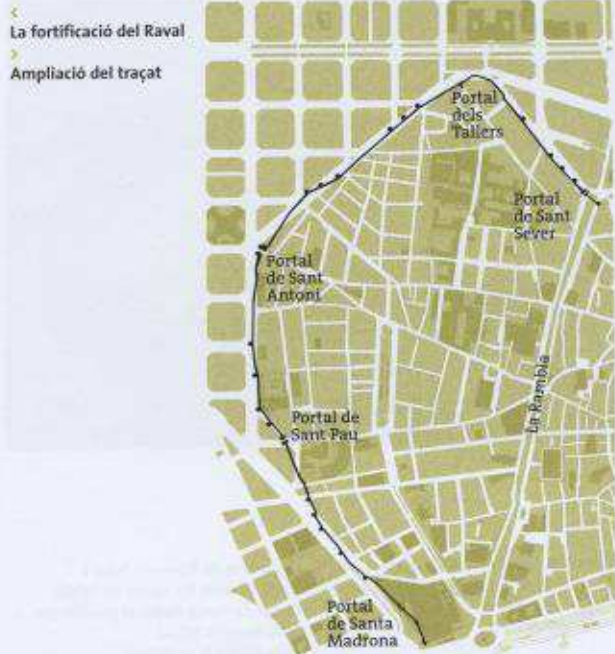 ‹
La fortificació del Raval
›
Ampliació del traçat
Portal
dels
Tallers
Portal
de Sant
Sever
Portal
de Sant
Antoni
La Rambla
Portal de
Sant Pau
Portal
de Santa
Madrona